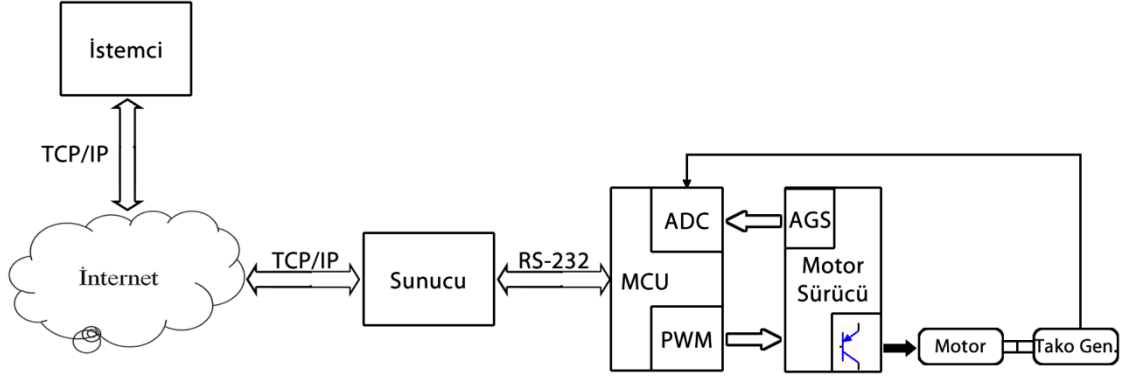 İstemci
TCP/IP
İnternet
TCP/IP
Sunucu
RS-232
MCU
ADC
PWM
AGS
Motor
Sürücü
Motor
Tako Gen.